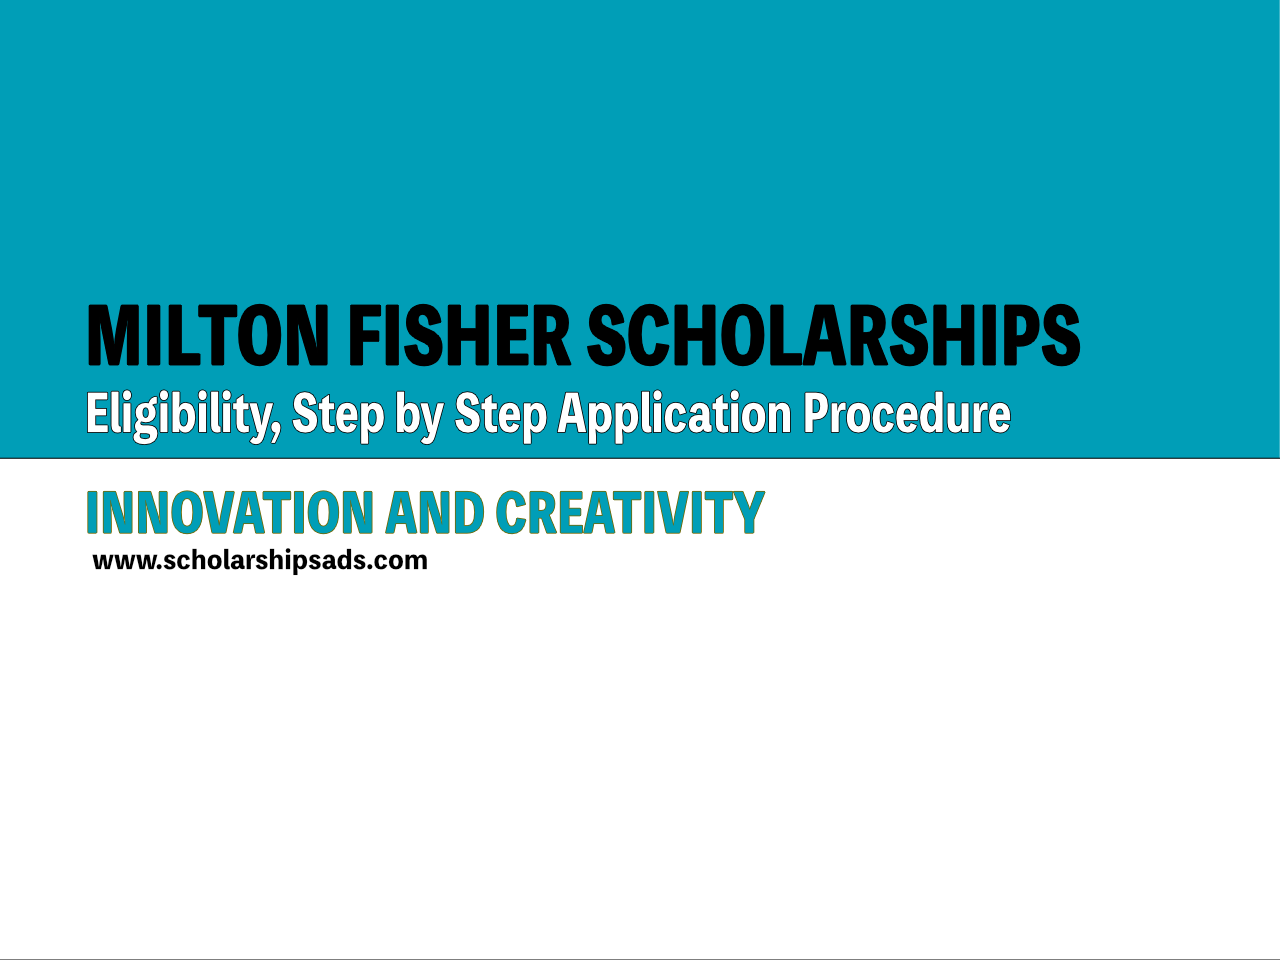 MILTON FISHER SCHOLARSHIPS
Eligibility, Step by Step Application Procedure
INNOVATION AND CREATIVITY
www.scholarshipsads.com